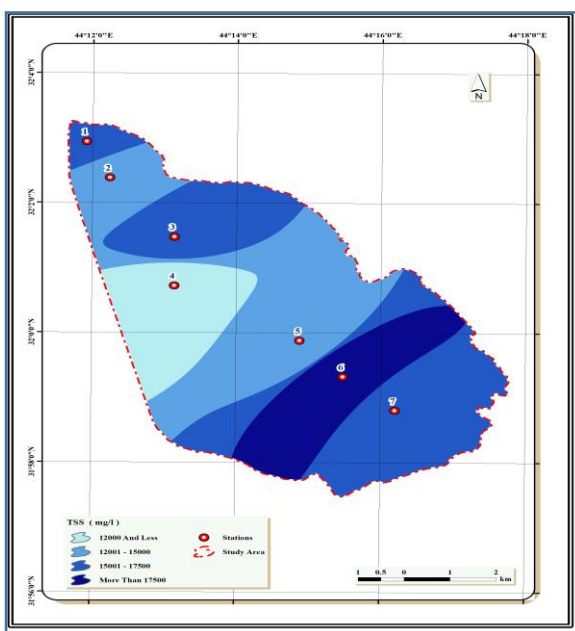 44°12'0"E 44°14'0"E 44°16'0"E 44°18'0"E
32°4'0"N
N
1
2
32°2'0"N
3
4
32°0'0"N
5
6
7
31°58'0"N
TSS ( mg/l )
12000 And Less
Stations
12001 - 15000
Study Area
15001 - 17500
More Than 17500
1 0.5 0 1 2
km
31°56'0"N